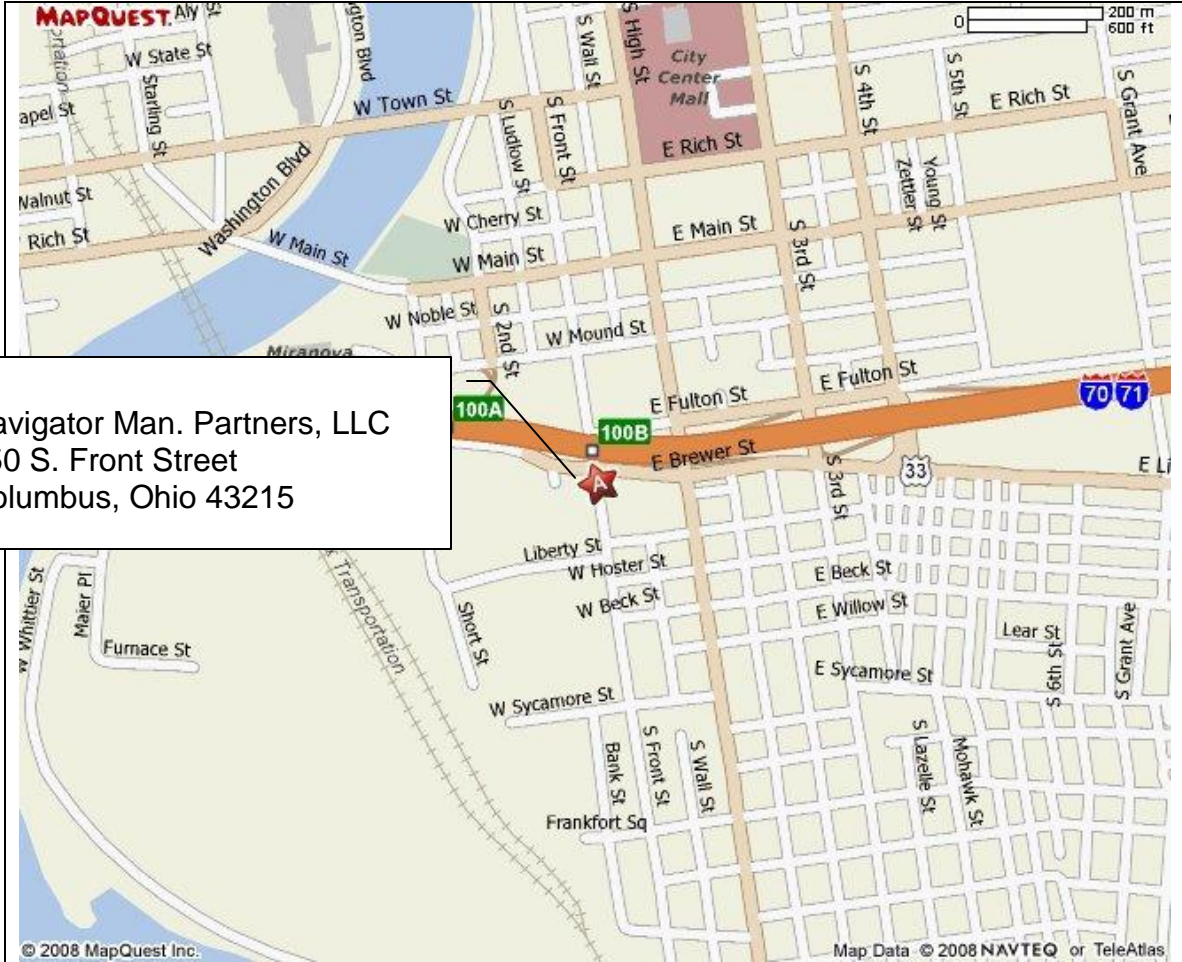 MAPQUEST.
Aly
St
gton Blvd
S Wall St
S High St
City
Center
Mall
0 200 m
600 ft
W State St
Starling St
apel St
W Town St
S Ludlow St
S Front St
S 4th St
S 5th St
E Rich St
S Grant Ave
E Rich St
Walnut St
Washington Blvd
W Cherry St
Zettler St
Young St
Rich St
W Main St
W Main St
E Main St
S 3rd St
W Noble St
S 2nd St
W Mound St
Miranova
E Fulton St
E Fulton St
70 71
100A
100B
avigator Man. Partners, LLC
50 S. Front Street
olumbus, Ohio 43215
E Brewer St
A
S 3rd St
33
E Li
Liberty St
W Hoster St
E Beck St
W Beck St
E Willow St
W Whittier St
Maier Pl
Transportation
Short St
Furnace St
Lear St
S 6th St
S Grant Ave
E Sycamore St
W Sycamore St
Bank St
S Front St
S Wall St
S Lazelle St
Mohawk St
Frankfort Sq
© 2008 MapQuest Inc.
Map Data © 2008 NAVTEQ or TeleAtlas